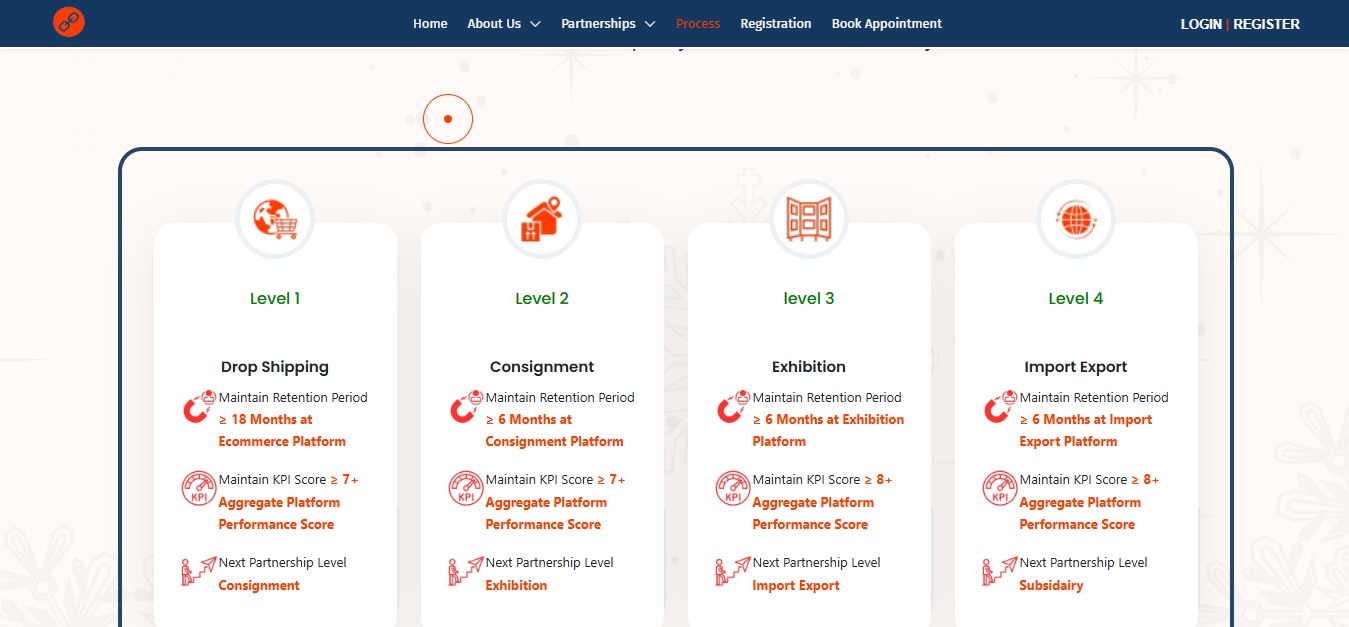 Home About Us Partnerships Process Registration Book Appointment LOGIN | REGISTER
Level 1
Drop Shipping
Maintain Retention Period
≥ 18 Months at
Ecommerce Platform
KPI
Maintain KPI Score ≥ 7+
Aggregate Platform
Performance Score
Next Partnership Level
Consignment
Level 2
Consignment
Maintain Retention Period
≥ 6 Months at
Consignment Platform
KPI
Maintain KPI Score ≥ 7+
Aggregate Platform
Performance Score
Next Partnership Level
Exhibition
level 3
Exhibition
Maintain Retention Period
≥ 6 Months at Exhibition
Platform
KPI
Maintain KPI Score ≥ 8+
Aggregate Platform
Performance Score
Next Partnership Level
Import Export
Level 4
Import Export
Maintain Retention Period
≥ 6 Months at Import
Export Platform
KPI
Maintain KPI Score ≥ 8+
Aggregate Platform
Performance Score
Next Partnership Level
Subsidairy